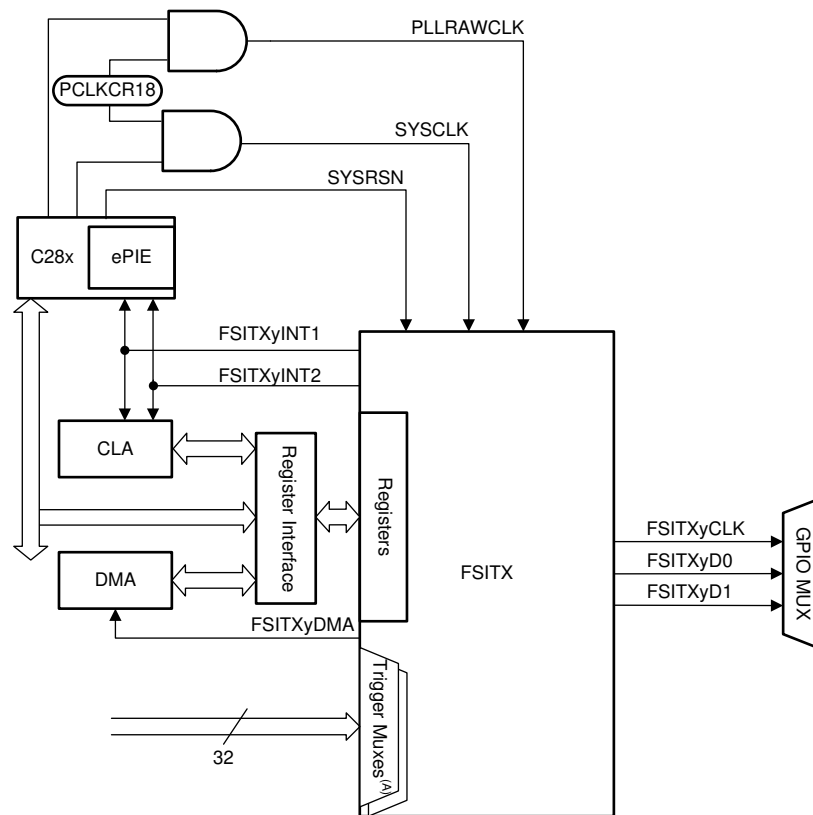 PLLRAWCLK
PCLKCR18
SYSCLK
SYSRSN
C28x
ePIE
FSITXyINT1
FSITXyINT2
CLA
Register Interface
Registers
FSITX
FSITXyCLK
FSITXyD0
FSITXyD1
GPIO MUX
DMA
FSITXyDMA
Trigger Muxes(A)
32